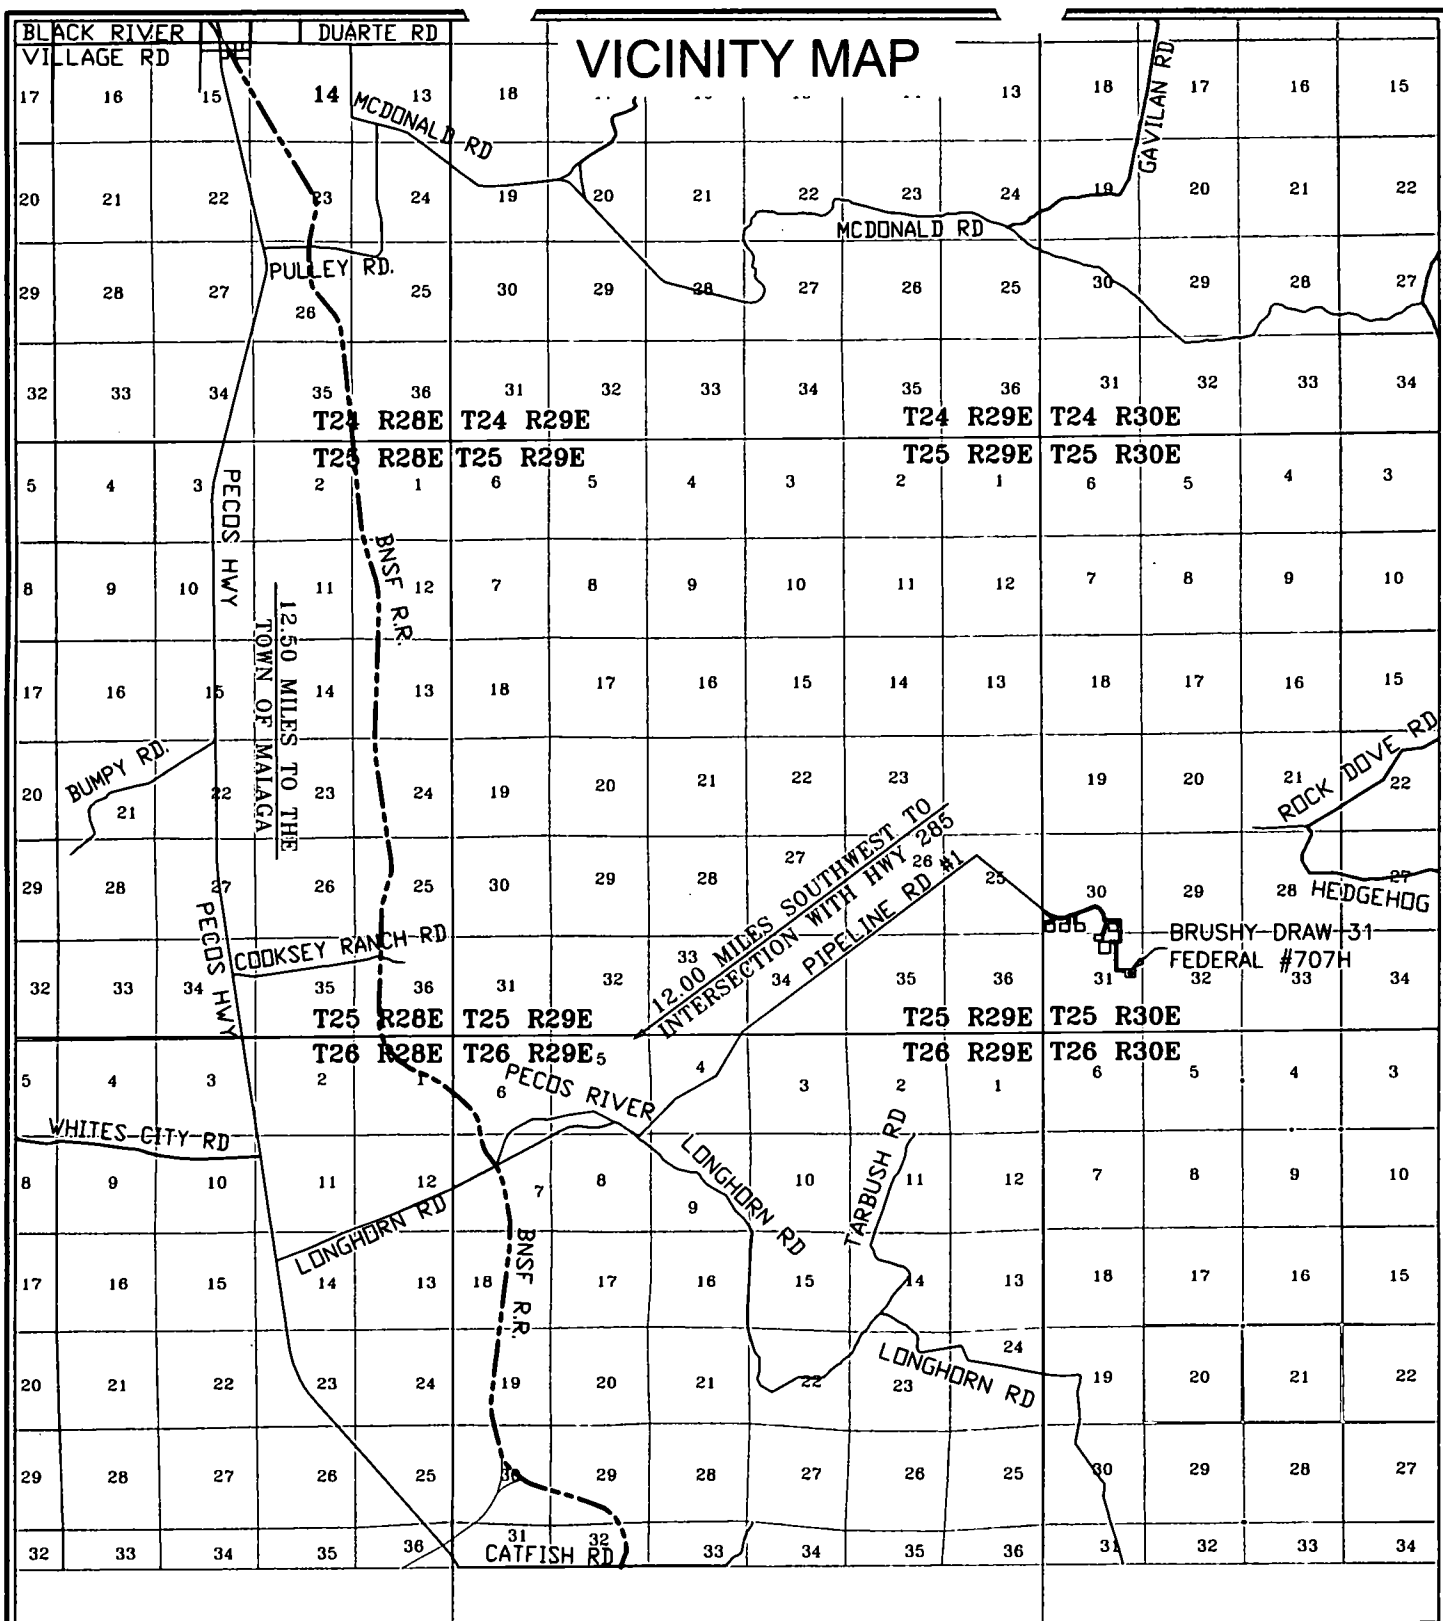 BLACK RIVER
VILLAGE RD
DUARTE RD
VICINITY MAP
GAVILAN RD
17 16 15 14 13 18 13 18 17 16 15
MCDONALD RD
20 21 22 23 24 19 20 21 22 23 24 19 20 21 22
MCDONALD RD
PULLEY RD.
29 28 27 26 25 30 29 28 27 26 25 30 29 28 27
32 33 34 35 36 31 32 33 34 35 36 31 32 33 34
T24 R28E T24 R29E T24 R29E T24 R30E
T25 R28E T25 R29E T25 R29E T25 R30E
5 4 3 2 1 6 5 4 3 2 1 6 5 4 3
PECOS HWY
BNSF R.R.
8 9 10 11 12 7 8 9 10 11 12 7 8 9 10
12.50 MILES TO THE
TOWN OF MALAGA
17 16 15 14 13 18 17 16 15 14 13 18 17 16 15
BUMPY RD.
ROCK DOVE RD
20 21 22 23 24 19 20 21 22 23 19 20 21 22
12.00 MILES SOUTHWEST TO
INTERSECTION WITH HWY 285
PIPELINE RD #1
29 28 27 26 25 30 29 28 27 26 25 30 29 28 27
HEDGEHOG
PECOS HWY
COOKSEY RANCH RD
BRUSHY DRAW 31
FEDERAL #707H
32 33 34 35 36 31 32 33 34 35 36 31 32 33 34
T25 R28E T25 R29E T25 R29E T25 R30E
T26 R28E T26 R29E T26 R29E T26 R30E
5 4 3 2 1 6 5 4 3 2 1 6 5 4 3
PECOS RIVER
WHITES CITY RD
LONGHORN RD
TARBUSH RD
8 9 10 11 12 7 8 9 10 11 12 7 8 9 10
LONGHORN RD
BNSF R.R.
17 16 15 14 13 18 17 16 15 14 13 18 17 16 15
LONGHORN RD
20 21 22 23 24 19 20 21 22 23 24 19 20 21 22
29 28 27 26 25 30 29 28 27 26 25 30 29 28 27
32 33 34 35 36 31 32 33 34 35 36 31 32 33 34
CATFISH RD